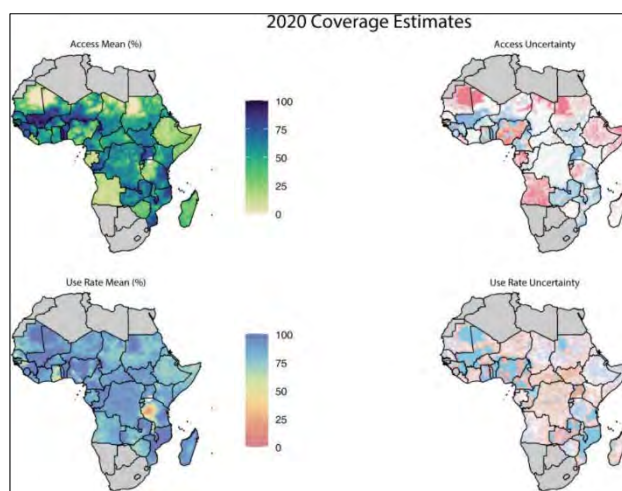 2020 Coverage Estimates
Access Mean (%)
Access Uncertainty
100
75
50
25
0
Use Rate Mean (%)
Use Rate Uncertainty
100
75
50
25
0